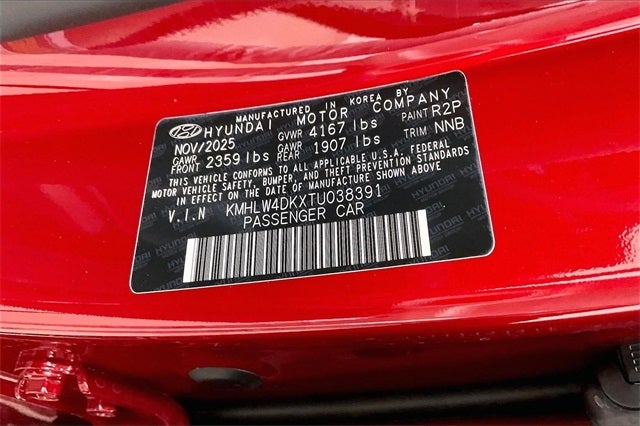 MANUFACTURED IN KOREA BY
HYUNDAI MOTOR COMPANY
NOV/2025 GVWR 4167 lbs PAINT R2P
GAWR FRONT 2359 lbs GAWR REAR 1907 lbs TRIM NNB
THIS VEHICLE CONFORMS TO ALL APPLICABLE U.S.A. FEDERAL
MOTOR VEHICLE SAFETY, BUMPER, AND THEFT PREVENTION STANDARDS
IN EFFECT ON THE DATE OF MANUFACTURE SHOWN ABOVE.
V.I.N KMHLW4DKXTU038391
PASSENGER CAR